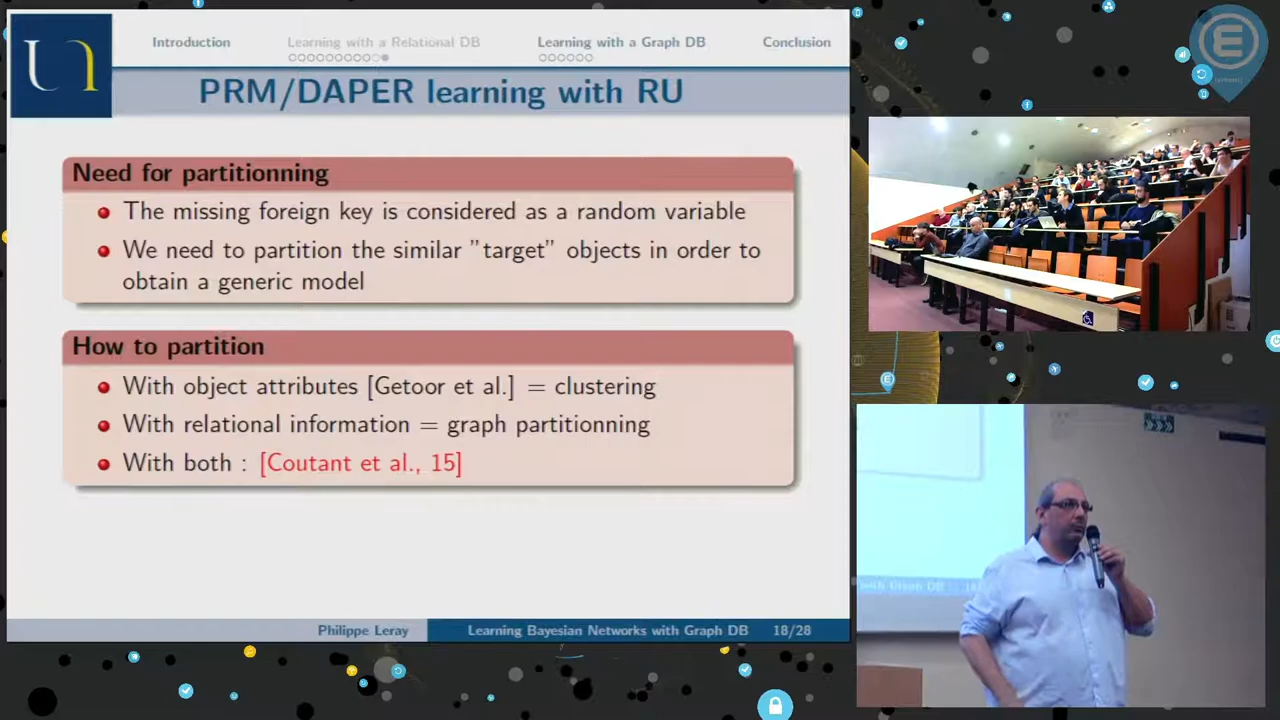 Introduction
Learning with a Relational DB
Learning with a Graph DB
Conclusion
PRM/DAPER learning with RU
Need for partitionning
The missing foreign key is considered as a random variable
We need to partition the similar "target" objects in order to
obtain a generic model
How to partition
With object attributes [Getoor et al.] = clustering
With relational information = graph partitionning
With both : [Coutant et al., 15]
Philippe Leray
Learning Bayesian Networks with Graph DB 18/28